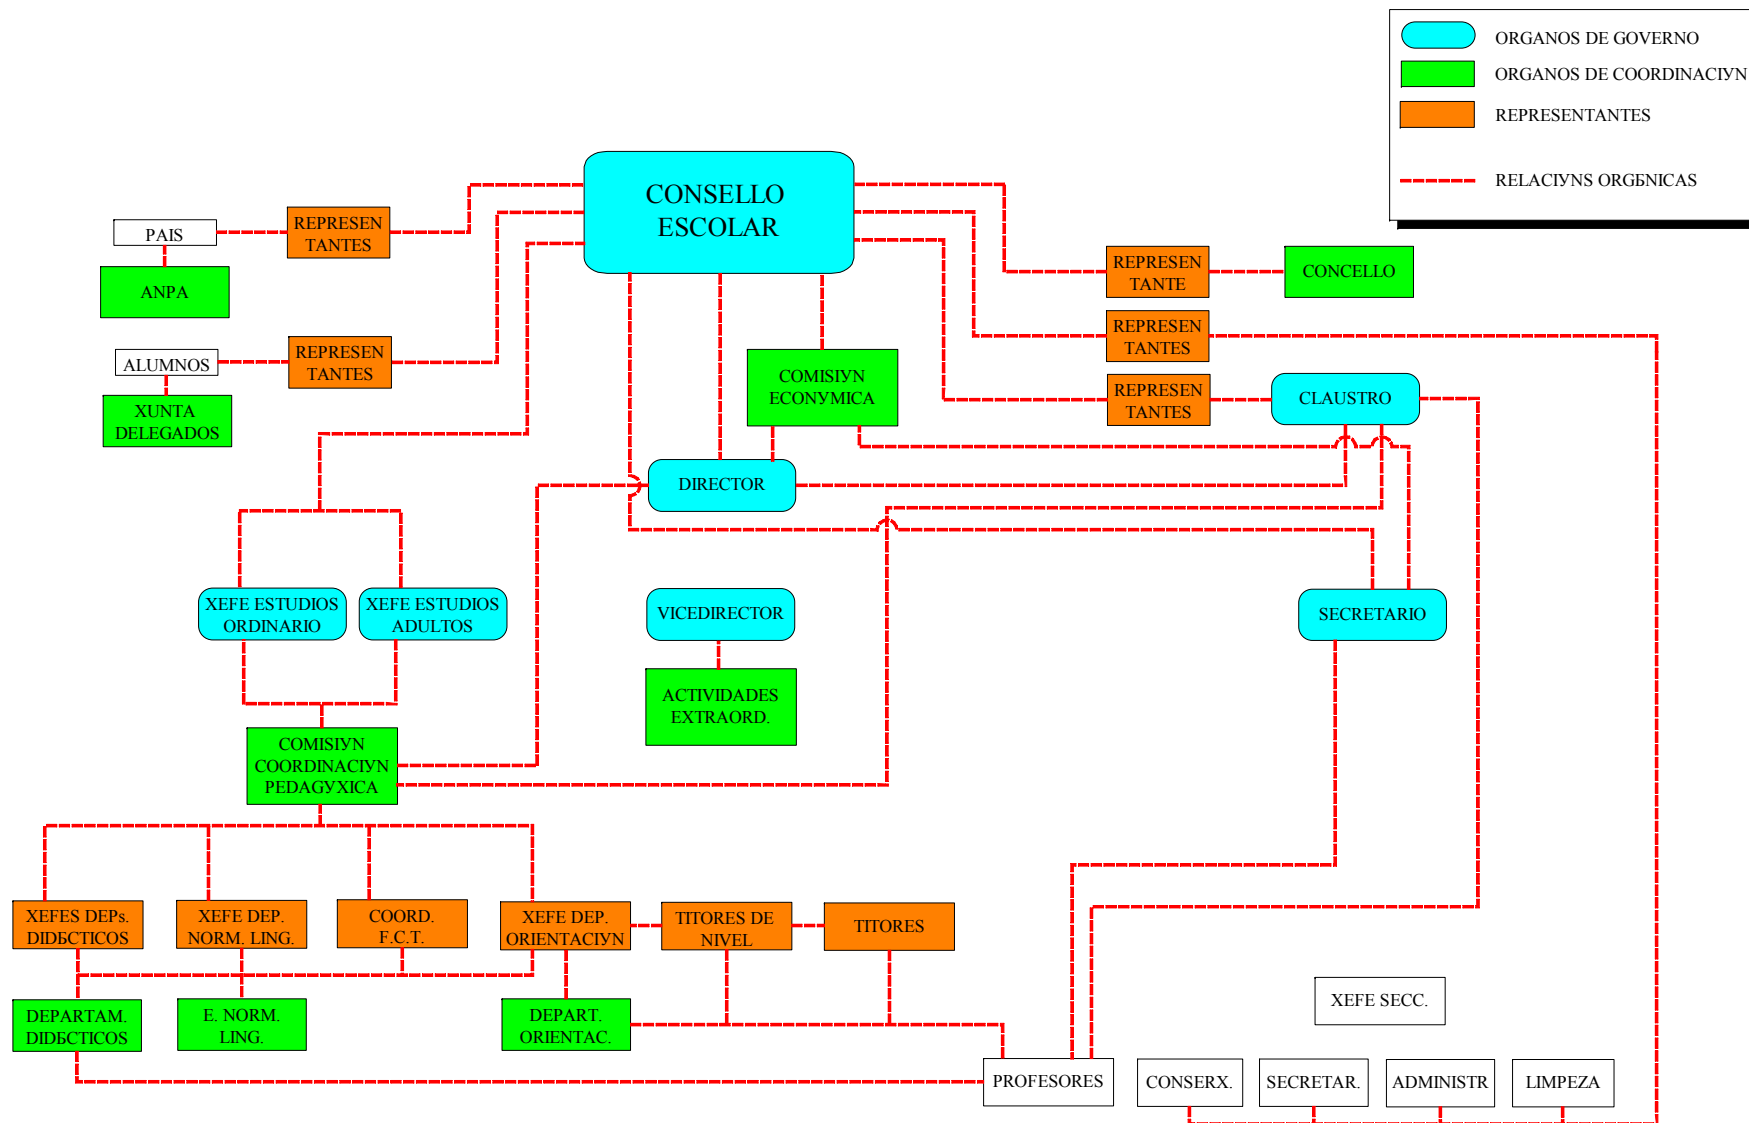 ORGANOS DE GOVERNO
ORGANOS DE COORDINACIУN
REPRESENTANTES
RELACIУNS ORGБNICAS
CONSELLO
ESCOLAR
PAIS
REPRESEN
TANTES
ANPA
REPRESEN
TANTE
CONCELLO
REPRESEN
TANTES
ALUMNOS
REPRESEN
TANTES
XUNTA
DELEGADOS
COMISIУN
ECONУMICA
REPRESEN
TANTES
CLAUSTRO
DIRECTOR
XEFE ESTUDIOS
ORDINARIO
XEFE ESTUDIOS
ADULTOS
VICEDIRECTOR
SECRETARIO
ACTIVIDADES
EXTRAORD.
COMISIУN
COORDINACIУN
PEDAGУXICA
XEFES DEPs.
DIDБCTICOS
XEFE DEP.
NORM. LING.
COORD.
F.C.T.
XEFE DEP.
ORIENTACIУN
TITORES DE
NIVEL
TITORES
DEPARTAM.
DIDБCTICOS
E. NORM.
LING.
DEPART.
ORIENTAC.
XEFE SECC.
PROFESORES
CONSERX.
SECRETAR.
ADMINISTR
LIMPEZA